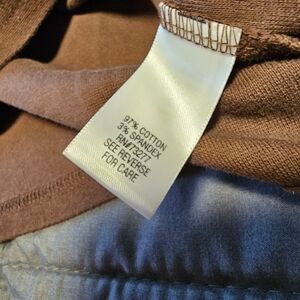 97% COTTON
3% SPANDEX
RN#73277
SEE REVERSE
FOR CARE